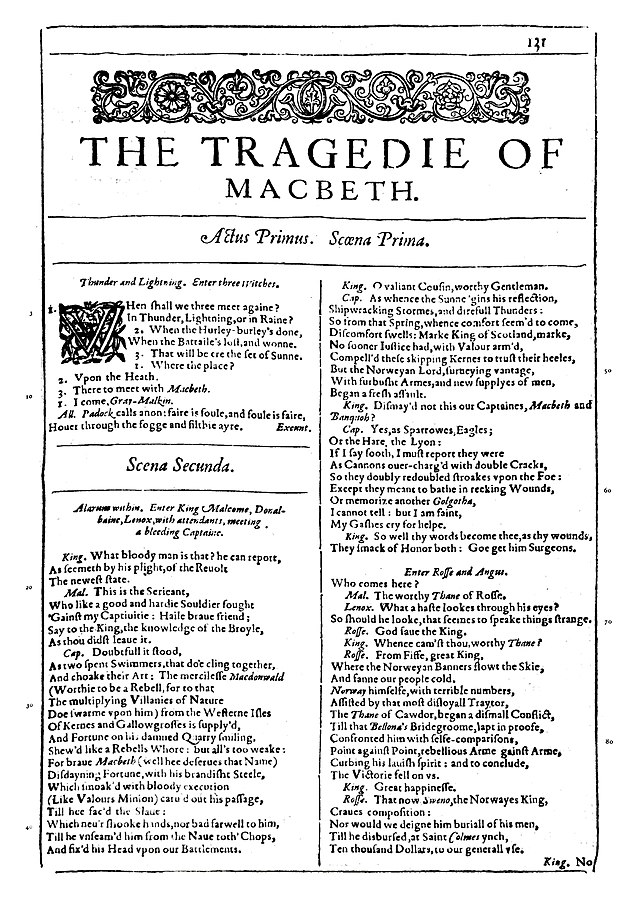 131
THE TRAGEDIE OF
MACBETH.
Actus Primus. Scœna Prima.
Thunder and Lightning. Enter three Witches.
1. WHen ſhall we three meet againe?
In Thunder, Lightning, or in Raine?
2. When the Hurley-burley's done,
When the Battaile's loſt, and wonne.
3. That will be ere the ſet of Sunne.
1. Where the place?
2. Vpon the Heath.
3. There to meet with Macbeth.
1. I come, Gray-Malkin.
All. Padock calls anon: faire is foule, and foule is faire,
Houer through the fogge and filthie ayre. Exeunt.
Scena Secunda.
Alarum within. Enter King Malcome, Donal-
baine, Lenox, with attendants, meeting
a bleeding Captaine.
King. What bloody man is that? he can report,
As ſeemeth by his plight, of the Reuolt
The neweſt ſtate.
Mal. This is the Serieant,
Who like a good and hardie Souldier fought
'Gainſt my Captiuitie: Haile braue friend;
Say to the King, the knowledge of the Broyle,
As thou didſt leaue it.
Cap. Doubtfull it ſtood,
As two ſpent Swimmers, that doe cling together,
And choake their Art: The mercileſſe Macdonwald
(Worthie to be a Rebell, for to that
The multiplying Villanies of Nature
Doe ſwarme vpon him) from the Weſterne Iſles
Of Kernes and Gallowgroſſes is ſupply'd,
And Fortune on his damned Quarry ſmiling,
Shew'd like a Rebells Whore: but all's too weake:
For braue Macbeth (well hee deſerues that Name)
Diſdayning Fortune, with his brandiſht Steele,
Which ſmoak'd with bloody execution
(Like Valours Minion) caru'd out his paſſage,
Till hee fac'd the Slaue:
Which neu'r ſhooke hands, nor bad farwell to him,
Till he vnſeam'd him from the Naue toth' Chops,
And fix'd his Head vpon our Battlements.
King. O valiant Couſin, worthy Gentleman.
Cap. As whence the Sunne 'gins his reflection,
Shipwracking Stormes, and direfull Thunders:
So from that Spring, whence comfort ſeem'd to come,
Diſcomfort ſwells: Marke King of Scotland, marke,
No ſooner Iuſtice had, with Valour arm'd,
Compell'd theſe skipping Kernes to truſt their heeles,
But the Norweyan Lord, ſurueying vantage,
With furbuſht Armes, and new ſupplyes of men,
Began a freſh aſſault.
King. Diſmay'd not this our Captaines, Macbeth and
Banquoh?
Cap. Yes, as Sparrowes, Eagles;
Or the Hare, the Lyon:
If I ſay ſooth, I muſt report they were
As Cannons ouer-charg'd with double Cracks,
So they doubly redoubled ſtroakes vpon the Foe:
Except they meant to bathe in reeking Wounds,
Or memorize another Golgotha,
I cannot tell: but I am faint,
My Gaſhes cry for helpe.
King. So well thy words become thee, as thy wounds,
They ſmack of Honor both: Goe get him Surgeons.
Enter Roſſe and Angus.
Who comes here?
Mal. The worthy Thane of Roſſe.
Lenox. What a haſte lookes through his eyes?
So ſhould he looke, that ſeemes to ſpeake things ſtrange.
Roſſe. God ſaue the King.
King. Whence cam'ſt thou, worthy Thane?
Roſſe. From Fiffe, great King,
Where the Norweyan Banners flowt the Skie,
And fanne our people cold.
Norway himſelfe, with terrible numbers,
Aſſiſted by that moſt diſloyall Traytor,
The Thane of Cawdor, began a diſmall Conflict,
Till that Bellona's Bridegroome, lapt in proofe,
Confronted him with ſelfe-compariſons,
Point againſt Point, rebellious Arme 'gainſt Arme,
Curbing his lauiſh ſpirit: and to conclude,
The Victorie fell on vs.
King. Great happineſſe.
Roſſe. That now Sweno, the Norwayes King,
Craues compoſition:
Nor would we deigne him buriall of his men,
Till he disburſed, at Saint Colmes ynch,
Ten thouſand Dollars, to our generall vſe.
King. No
3
10
20
30
40
50
60
70
80